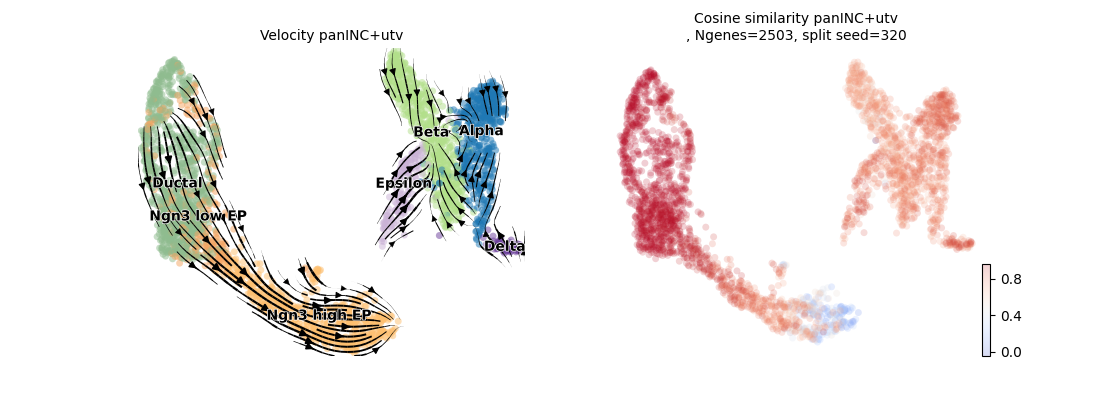 Velocity panINC+utv
Beta
Alpha
Epsilon
Ductal
Ngn3 low EP
Delta
Ngn3 high EP
Cosine similarity panINC+utv
, Ngenes=2503, split seed=320
0.8
0.4
0.0